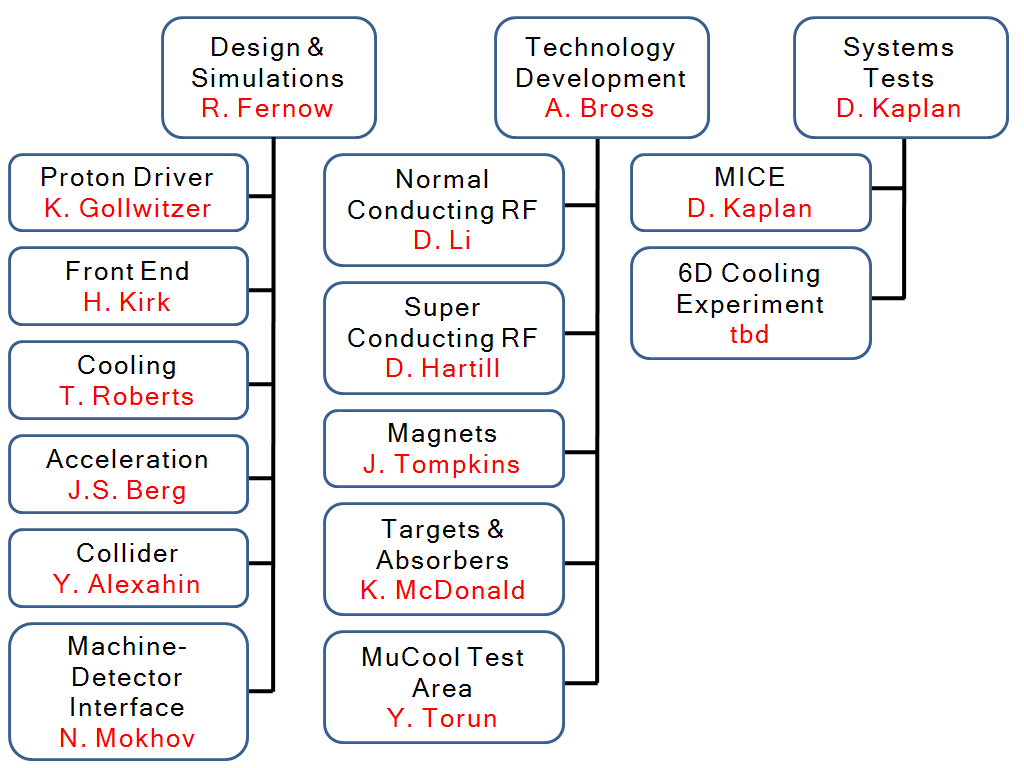 Design &
Simulations
R. Fernow
Proton Driver
K. Gollwitzer
Front End
H. Kirk
Cooling
T. Roberts
Acceleration
J.S. Berg
Collider
Y. Alexahin
Machine-
Detector
Interface
N. Mokhov
Technology
Development
A. Bross
Normal
Conducting RF
D. Li
Super
Conducting RF
D. Hartill
Magnets
J. Tompkins
Targets &
Absorbers
K. McDonald
MuCool Test
Area
Y. Torun
Systems
Tests
D. Kaplan
MICE
D. Kaplan
6D Cooling
Experiment
tbd